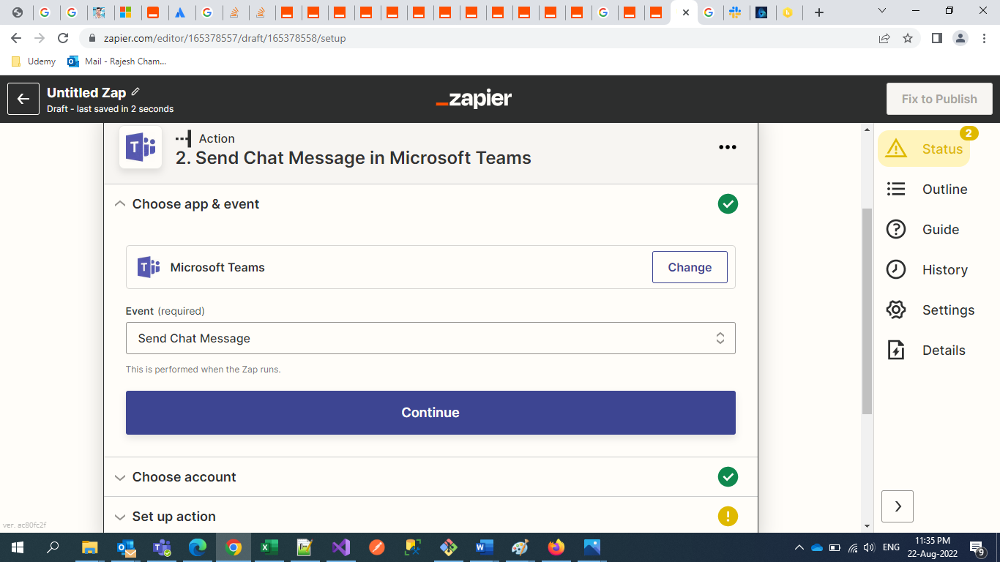 zapier.com/editor/165378557/draft/165378558/setup
Udemy
Mail - Rajesh Cham...
Untitled Zap
Draft - last saved in 2 seconds
_zapier
Fix to Publish
Action
2. Send Chat Message in Microsoft Teams
2
Status
Choose app & event
Outline
Guide
T
Microsoft Teams
Change
History
Event (required)
Settings
Send Chat Message
Details
This is performed when the Zap runs.
Continue
Choose account
Set up action
ver. ac80fc2f
ENG
11:35 PM
22-Aug-2022
9